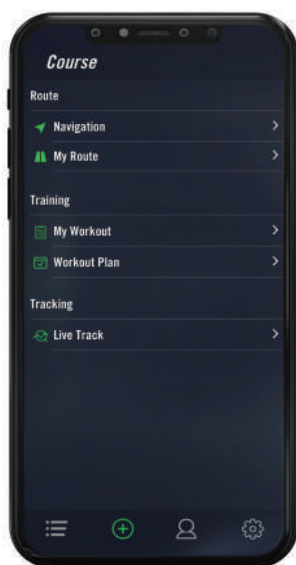 Course
Route
Navigation
My Route
Training
My Workout
Workout Plan
Tracking
Live Track